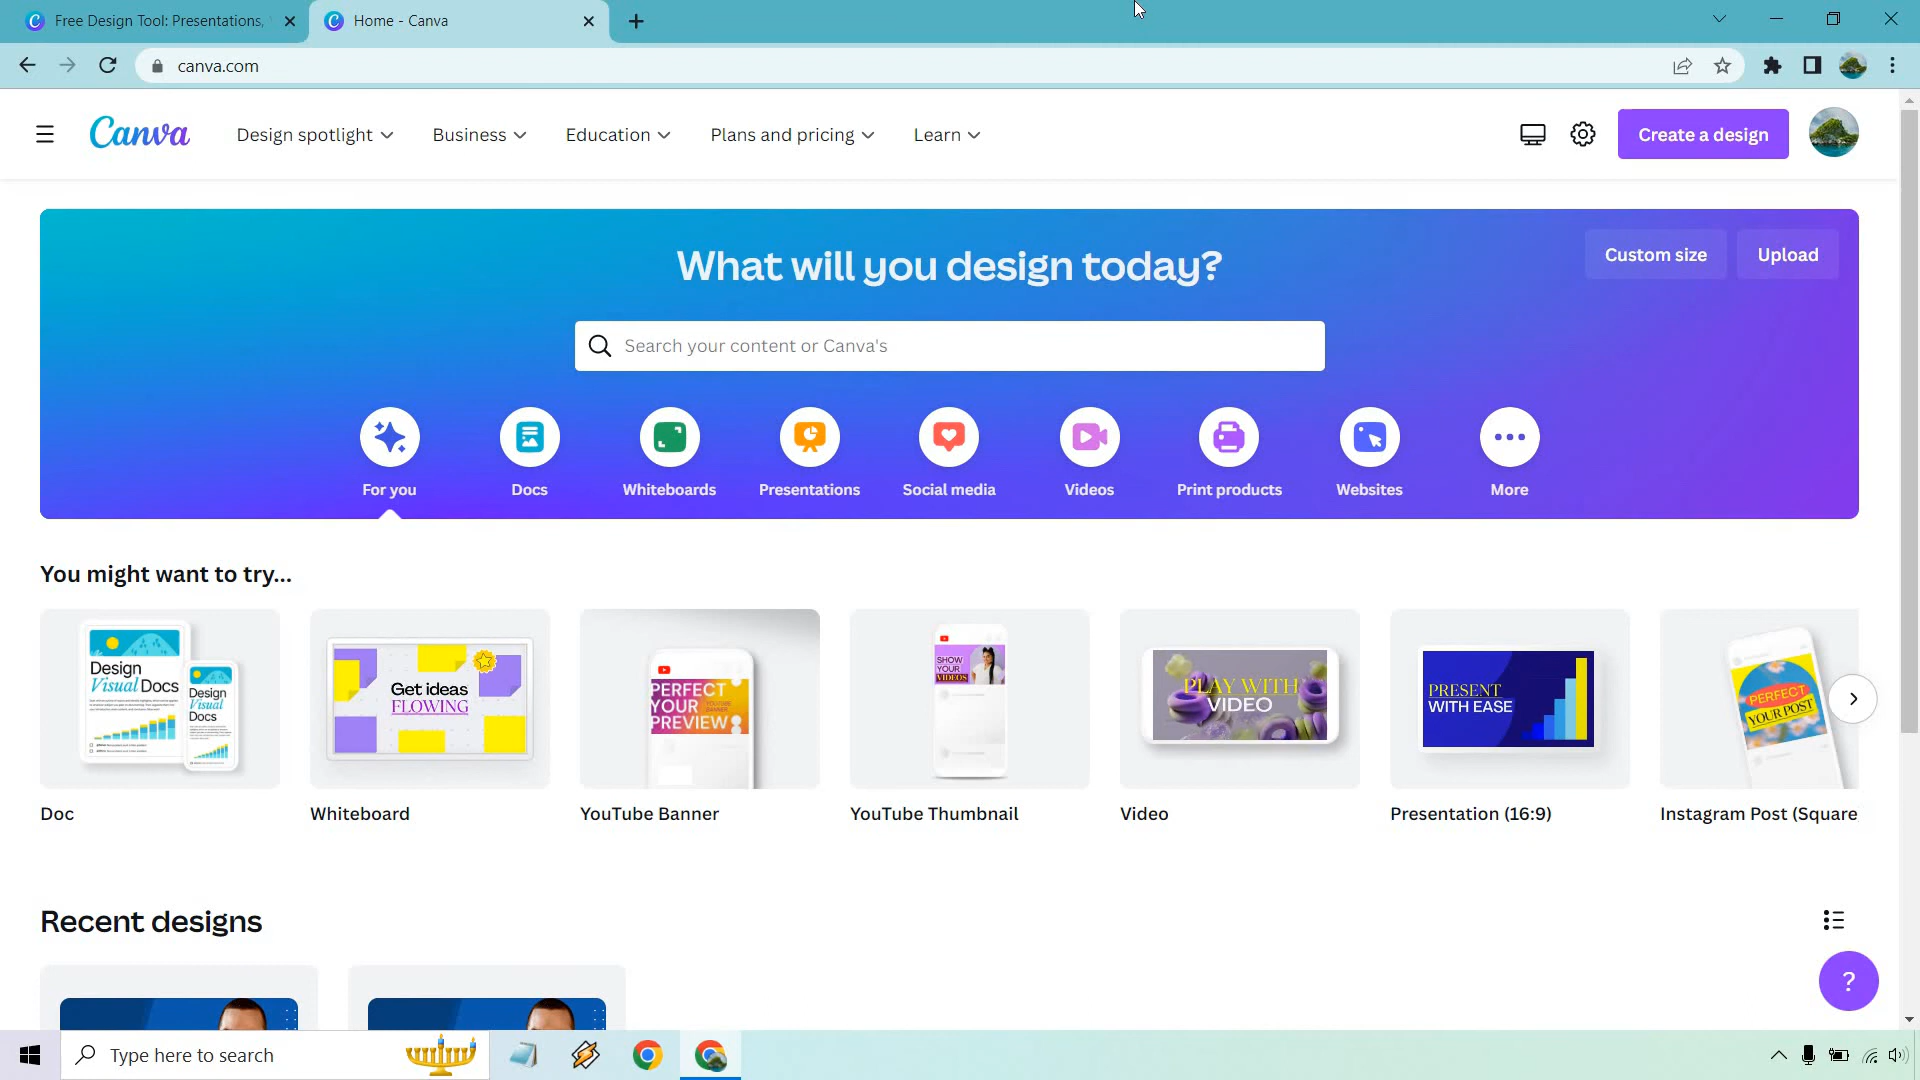 Free Design Tool: Presentations,
Home - Canva
canva.com
Canva
Design spotlight
Business
Education
Plans and pricing
Learn
Create a design
What will you design today?
Custom size
Upload
Search your content or Canva's
For you
Docs
Whiteboards
Presentations
Social media
Videos
Print products
Websites
More
You might want to try...
Design
Visual Docs
Design
Visual
Docs
Get ideas
FLOWING
PERFECT
YOUR
PREVIEW
YOUTUBE
BANNER
SHOW
YOUR
VIDEOS
PLAY WITH
VIDEO
PRESENT
WITH EASE
PERFECT
YOUR POST
Doc
Whiteboard
YouTube Banner
YouTube Thumbnail
Video
Presentation (16:9)
Instagram Post (Square
Recent designs
?
Type here to search